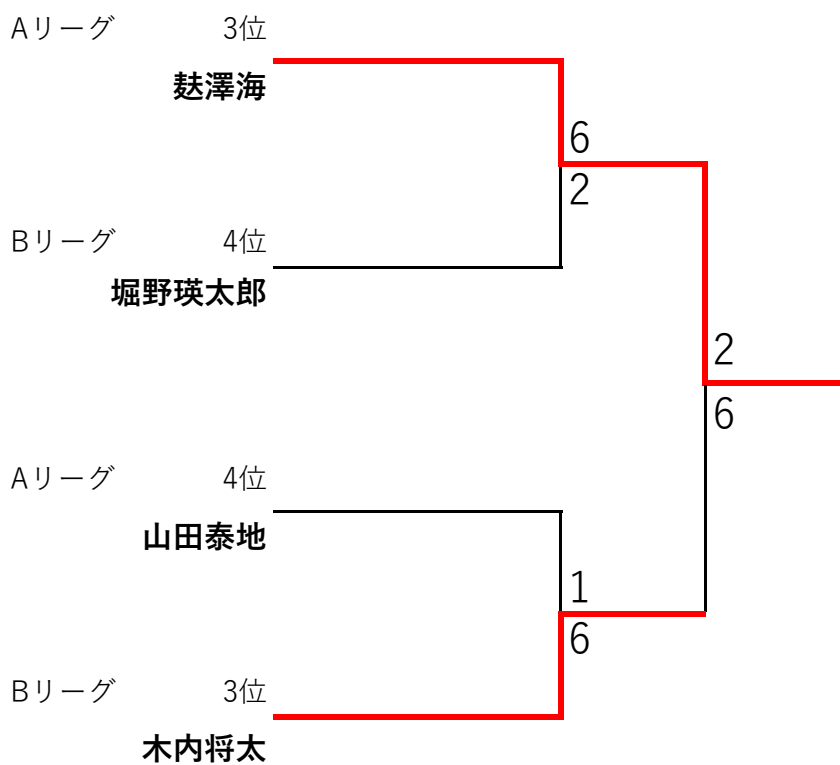 Aリーグ 3位
麸澤海
6
2
Bリーグ 4位
堀野瑛太郎
2
6
Aリーグ 4位
山田泰地
1
6
Bリーグ 3位
木内将太